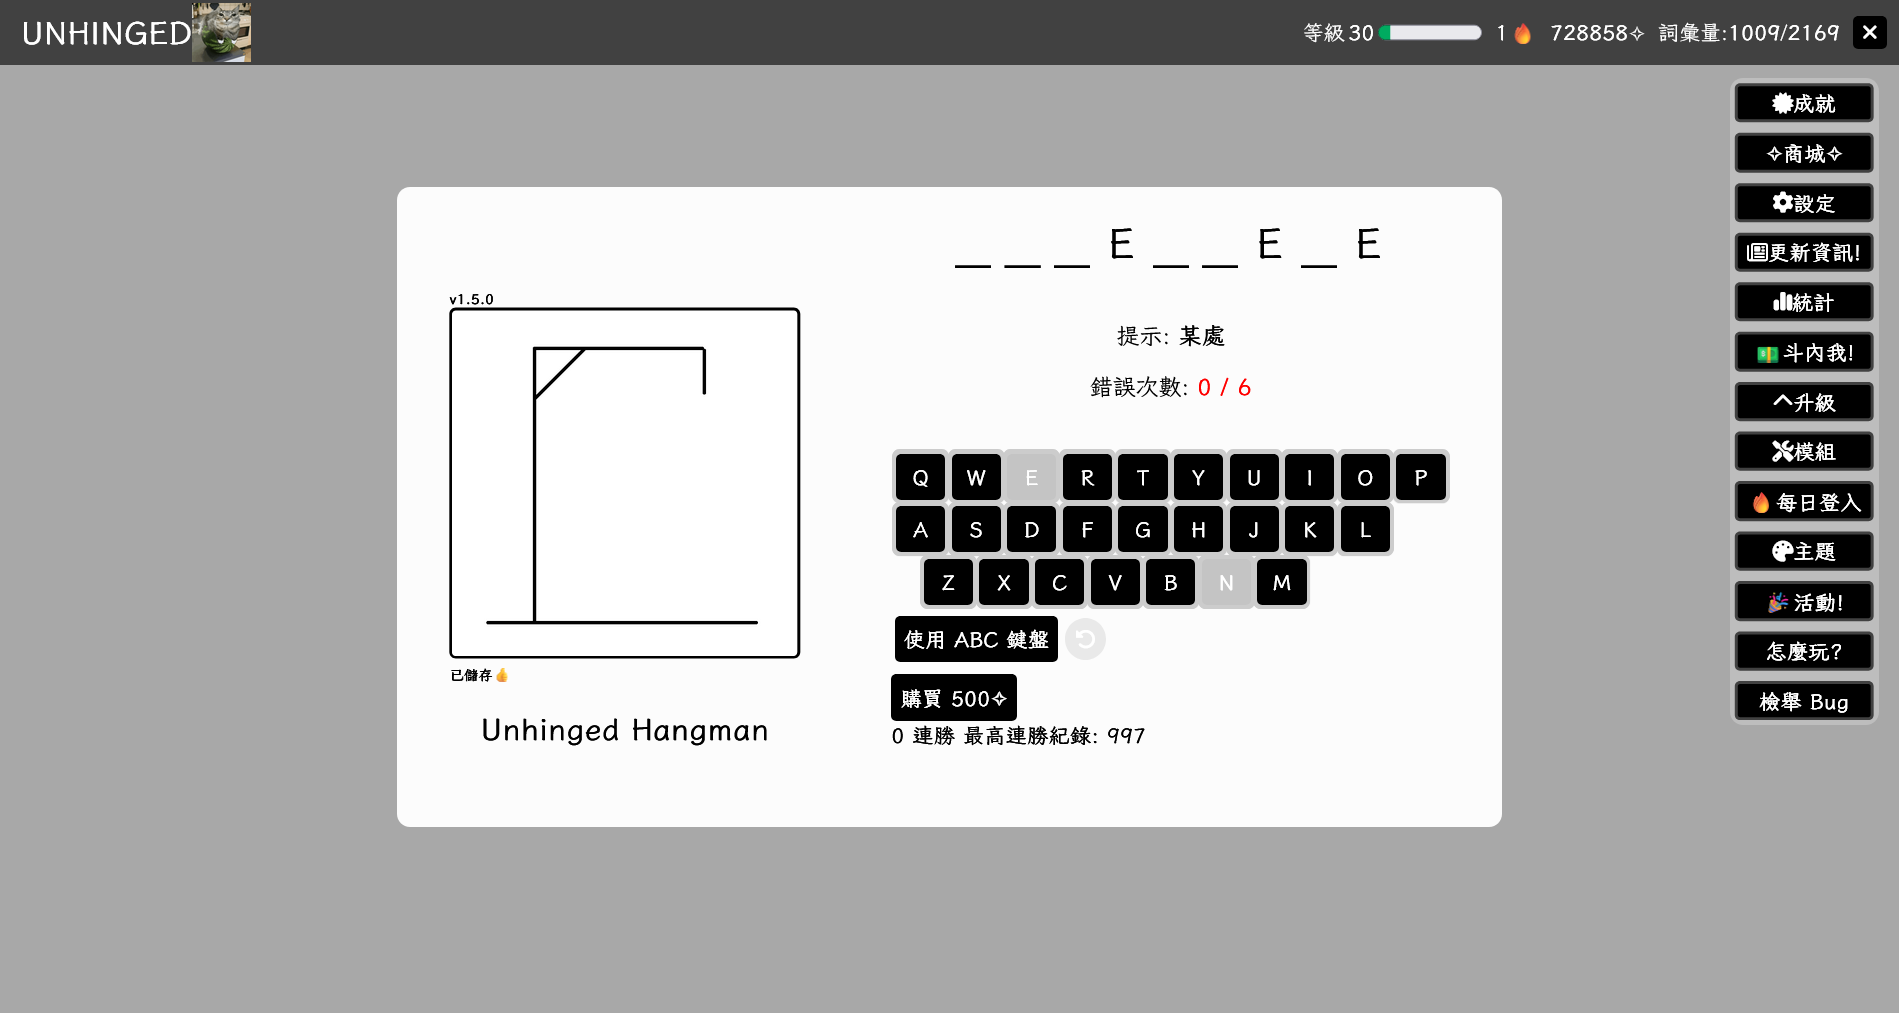 UNHINGED
等級 30 1🔥 728858✧ 詞彙量:1009/2169 ✕
成就
✧商城✧
設定
更新資訊!
統計
💵斗內我!
升級
模組
🔥每日登入
主題
🎉活動!
怎麼玩?
檢舉 Bug
_ _ _ E _ _ E _ E
提示: 某處
錯誤次數: 0 / 6
v1.5.0
Q W E R T Y U I O P
A S D F G H J K L
Z X C V B N M
使用 ABC 鍵盤
購買 500✧
0 連勝 最高連勝紀錄: 997
已儲存👍
Unhinged Hangman